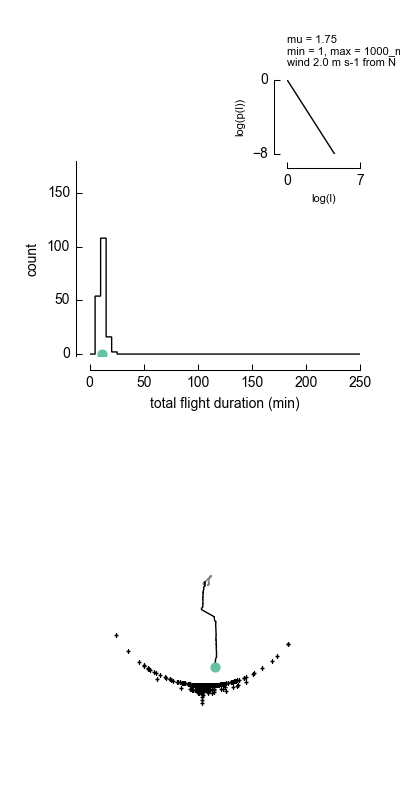 mu = 1.75
min = 1, max = 1000_m
wind 2.0 m s-1 from N
0
log(p(l))
−8
0 7
log(l)
150
100
count
50
0
0 50 100 150 200 250
total flight duration (min)